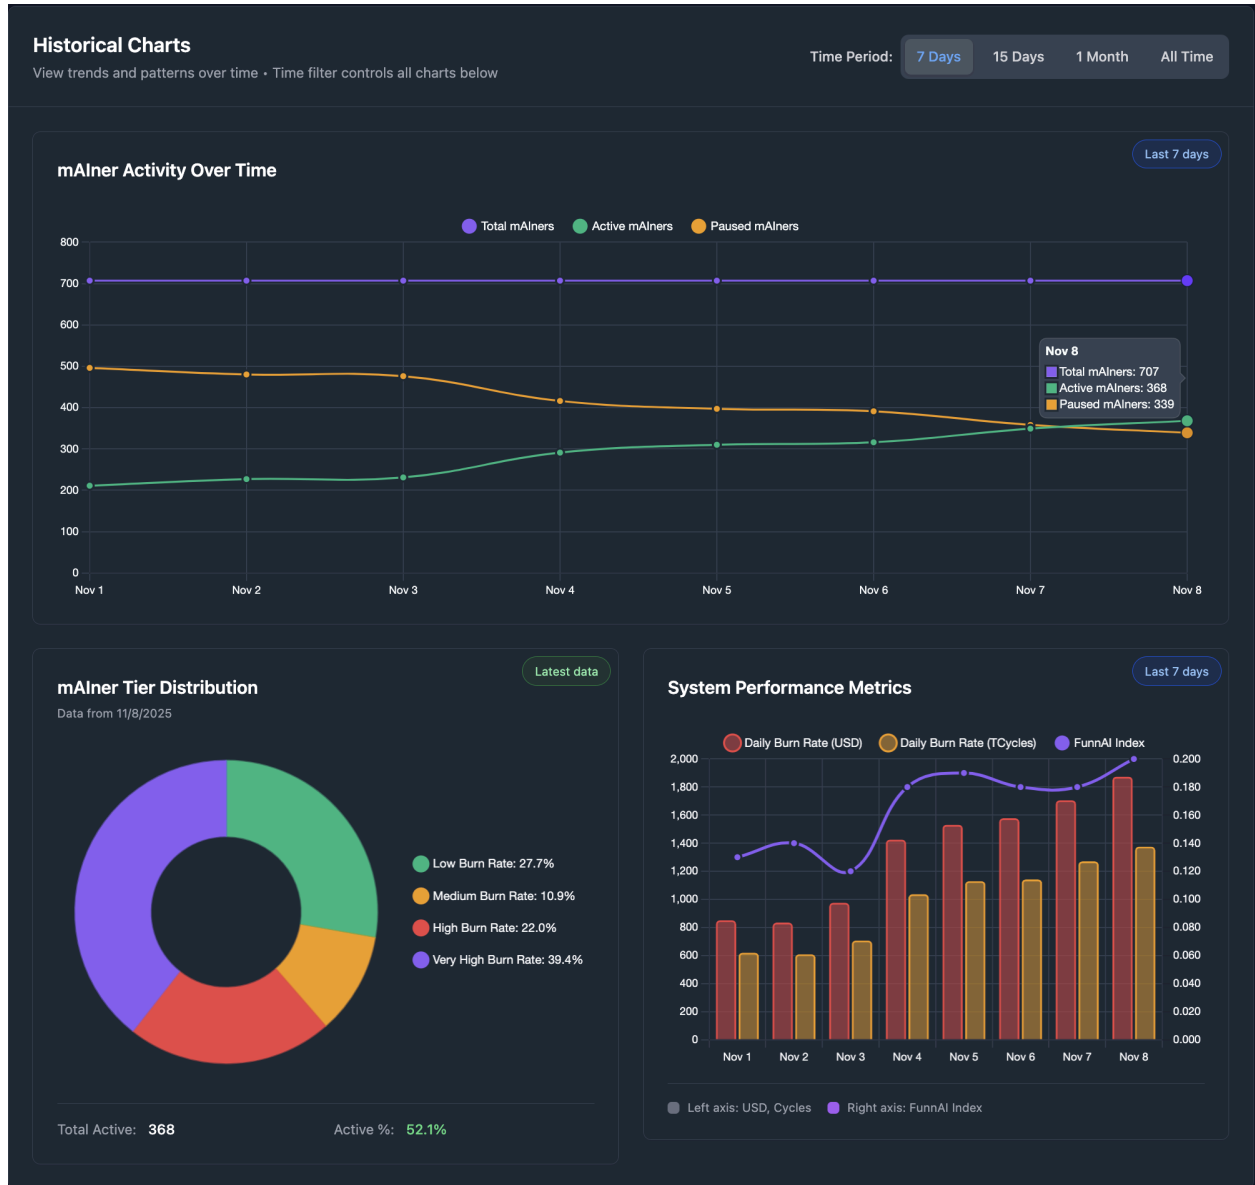 Historical Charts
View trends and patterns over time • Time filter controls all charts below
Time Period: 7 Days 15 Days 1 Month All Time
mAIner Activity Over Time
Last 7 days
Total mAIners Active mAIners Paused mAIners
800
700
600
500
400
300
200
100
0
Nov 8
Total mAIners: 707
Active mAIners: 368
Paused mAIners: 339
Nov 1 Nov 2 Nov 3 Nov 4 Nov 5 Nov 6 Nov 7 Nov 8
mAIner Tier Distribution
Latest data
Data from 11/8/2025
Low Burn Rate: 27.7%
Medium Burn Rate: 10.9%
High Burn Rate: 22.0%
Very High Burn Rate: 39.4%
Total Active: 368 Active %: 52.1%
System Performance Metrics
Last 7 days
Daily Burn Rate (USD) Daily Burn Rate (TCycles) FunnAI Index
2,000 0.200
1,800 0.180
1,600 0.160
1,400 0.140
1,200 0.120
1,000 0.100
800 0.080
600 0.060
400 0.040
200 0.020
0 0.000
Nov 1 Nov 2 Nov 3 Nov 4 Nov 5 Nov 6 Nov 7 Nov 8
Left axis: USD, Cycles Right axis: FunnAI Index